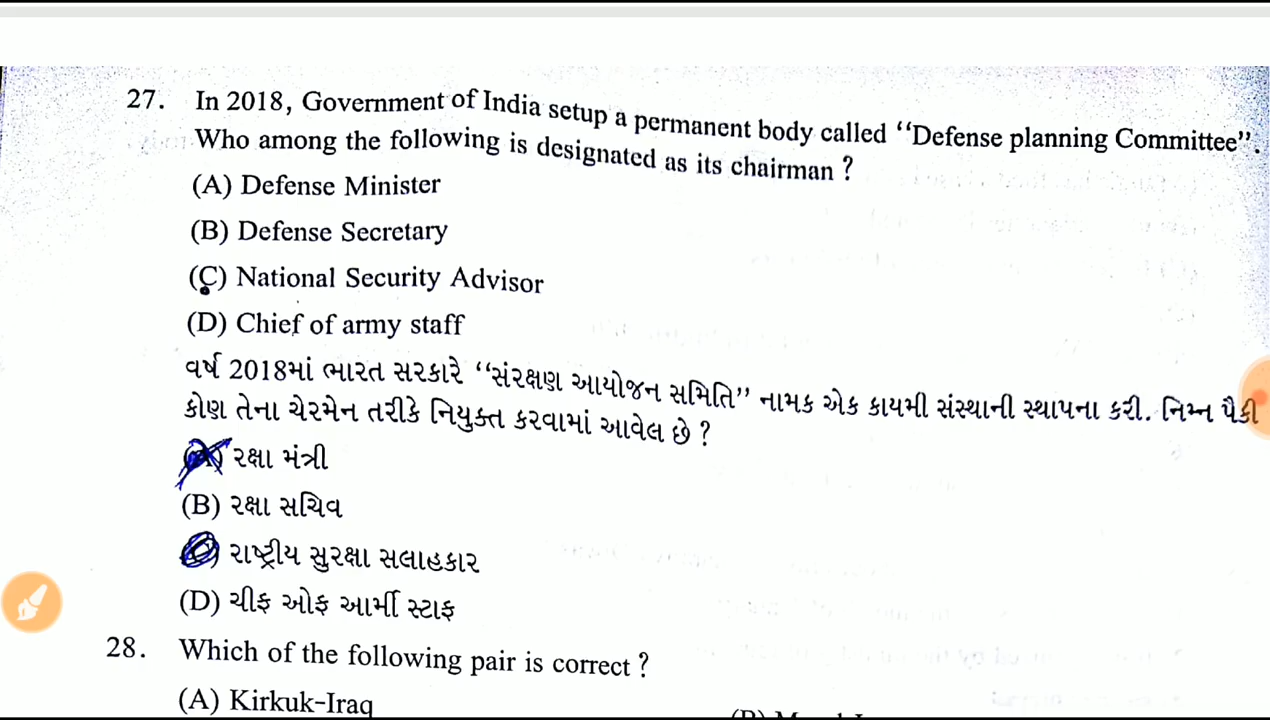 27. In 2018, Government of India setup a permanent body called "Defense planning Committee".
Who among the following is designated as its chairman ?
(A) Defense Minister
(B) Defense Secretary
(C) National Security Advisor
(D) Chief of army staff
વર્ષ 2018માં ભારત સરકારે "સંરક્ષણ આયોજન સમિતિ" નામક એક કાયમી સંસ્થાની સ્થાપના કરી. નિમ્ન પૈકી
કોણ તેના ચેરમેન તરીકે નિયુક્ત કરવામાં આવેલ છે ?
(A) રક્ષા મંત્રી
(B) રક્ષા સચિવ
(C) રાષ્ટ્રીય સુરક્ષા સલાહકાર
(D) ચીફ ઓફ આર્મી સ્ટાફ
28. Which of the following pair is correct ?
(A) Kirkuk-Iraq